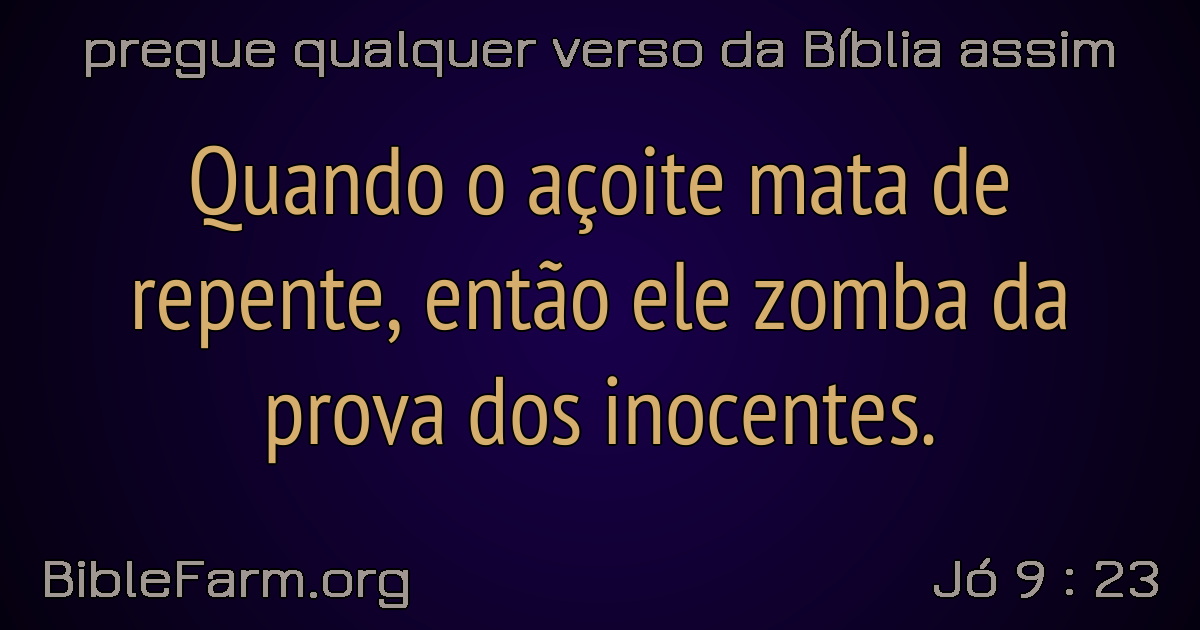 pregue qualquer verso da Bíblia assim
Quando o açoite mata de
repente, então ele zomba da
prova dos inocentes.
BibleFarm.org
Jó 9 : 23